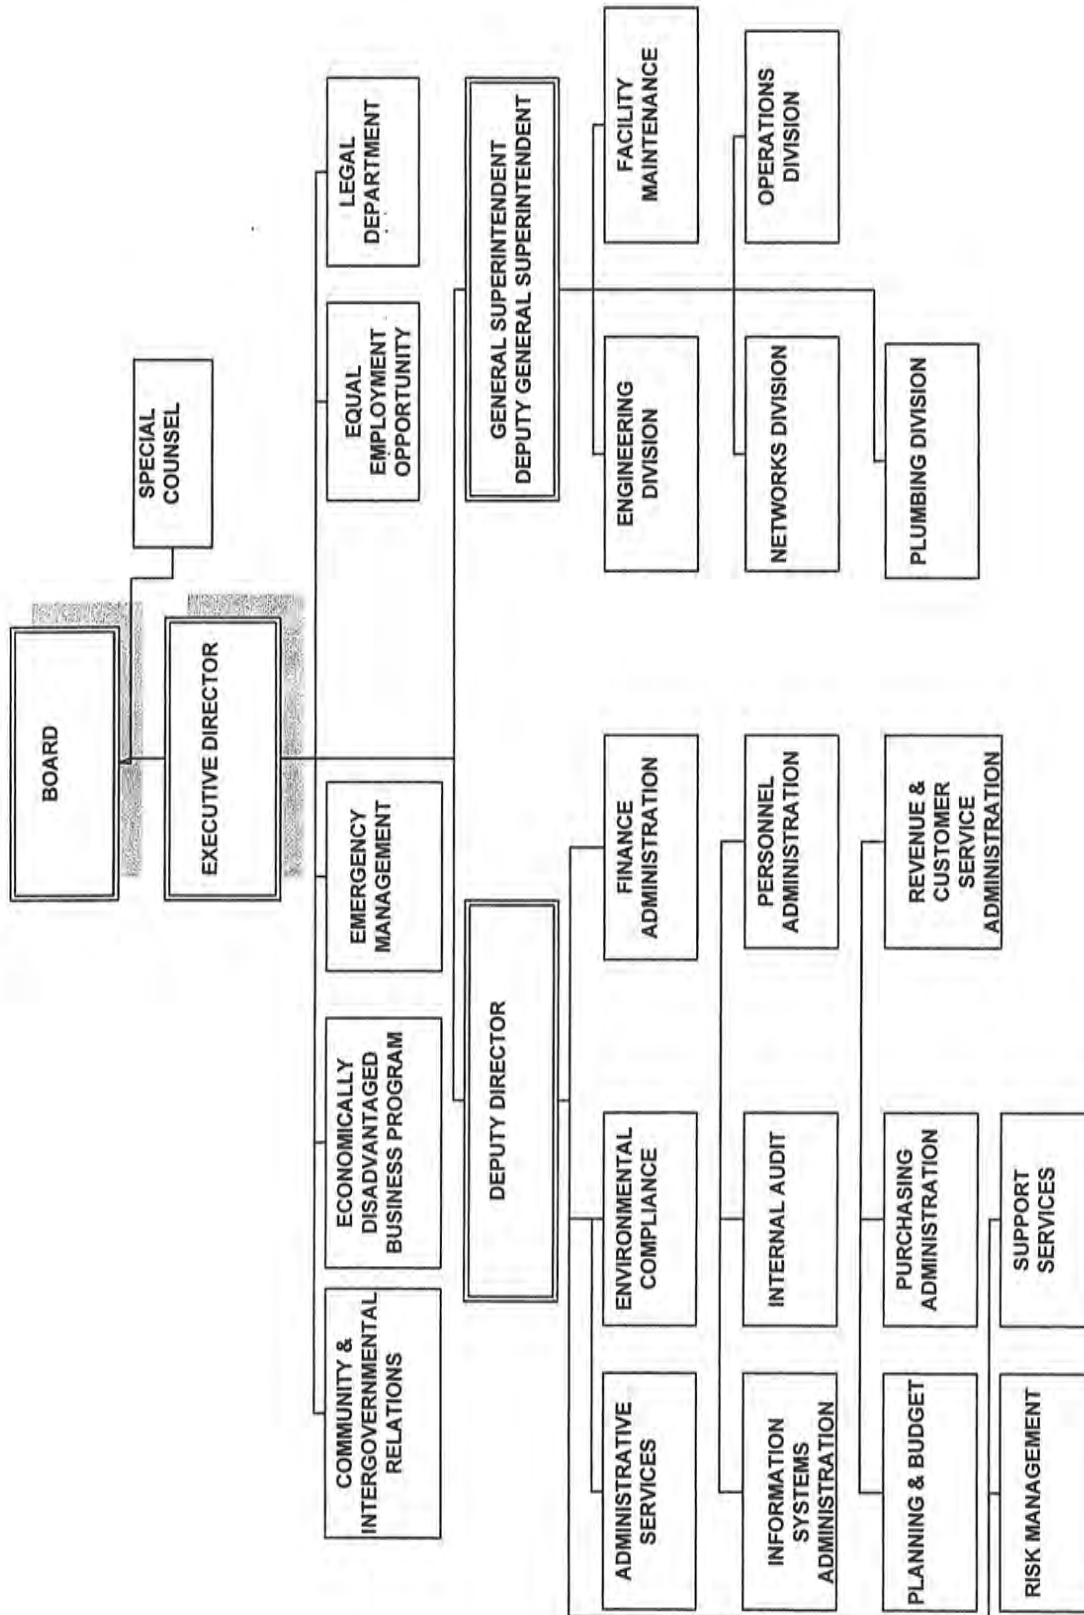 BOARD
SPECIAL
COUNSEL
EXECUTIVE DIRECTOR
COMMUNITY &
INTERGOVERNMENTAL
RELATIONS
ECONOMICALLY
DISADVANTAGED
BUSINESS PROGRAM
EMERGENCY
MANAGEMENT
EQUAL
EMPLOYMENT
OPPORTUNITY
LEGAL
DEPARTMENT
DEPUTY DIRECTOR
GENERAL SUPERINTENDENT
DEPUTY GENERAL SUPERINTENDENT
ADMINISTRATIVE
SERVICES
ENVIRONMENTAL
COMPLIANCE
FINANCE
ADMINISTRATION
ENGINEERING
DIVISION
FACILITY
MAINTENANCE
INFORMATION
SYSTEMS
ADMINISTRATION
INTERNAL AUDIT
PERSONNEL
ADMINISTRATION
NETWORKS DIVISION
OPERATIONS
DIVISION
PLANNING & BUDGET
PURCHASING
ADMINISTRATION
REVENUE &
CUSTOMER
SERVICE
ADMINISTRATION
PLUMBING DIVISION
RISK MANAGEMENT
SUPPORT
SERVICES